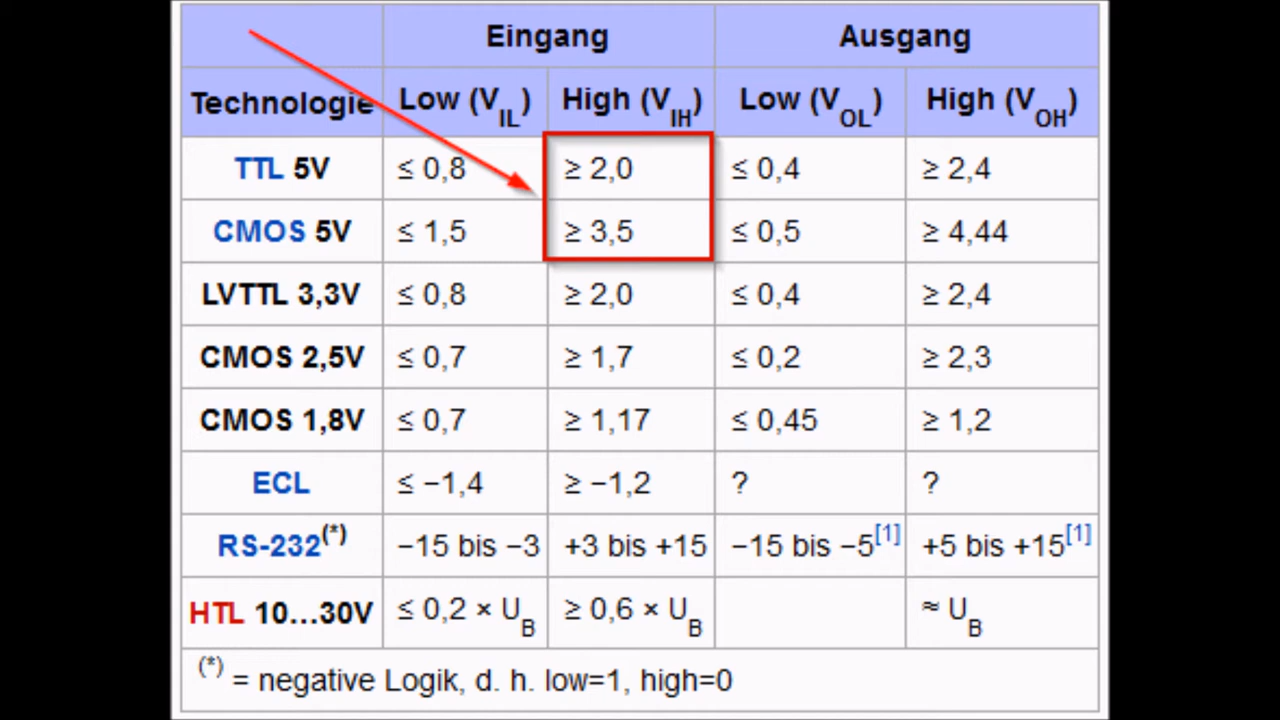 Eingang Ausgang
Technologie Low (VIL) High (VIH) Low (VOL) High (VOH)
TTL 5V ≤ 0,8 ≥ 2,0 ≤ 0,4 ≥ 2,4
CMOS 5V ≤ 1,5 ≥ 3,5 ≤ 0,5 ≥ 4,44
LVTTL 3,3V ≤ 0,8 ≥ 2,0 ≤ 0,4 ≥ 2,4
CMOS 2,5V ≤ 0,7 ≥ 1,7 ≤ 0,2 ≥ 2,3
CMOS 1,8V ≤ 0,7 ≥ 1,17 ≤ 0,45 ≥ 1,2
ECL ≤ −1,4 ≥ −1,2 ? ?
RS-232(*) −15 bis −3 +3 bis +15 −15 bis −5[1] +5 bis +15[1]
HTL 10...30V ≤ 0,2 × UB ≥ 0,6 × UB ≈ UB
(*) = negative Logik, d. h. low=1, high=0